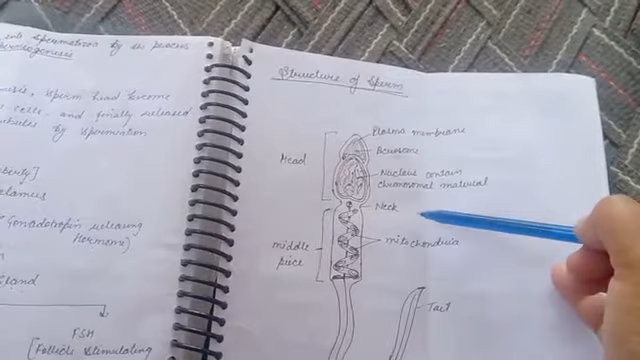 into spermatozoa by the process
spermiogenesis
sperm head become
cells and finally released
tubules by spermiation
Gonadotropin releasing
Hormone)
gland
FSH
[Follicle stimulating
Structure of Sperm
Plasma membrane
Acrosome
Head
Nucleus contain
chromosomal material
Neck
middle
piece
mitochondria
Tail